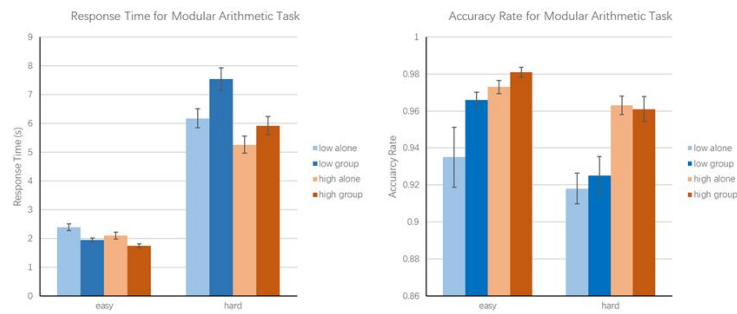 Response Time for Modular Arithmetic Task
9
8
7
6
5
4
3
2
1
0
Response Time (s)
easy
hard
low alone
low group
high alone
high group
Accuracy Rate for Modular Arithmetic Task
1
0.98
0.96
0.94
0.92
0.9
0.88
0.86
Accuarcy Rate
easy
hard
low alone
low group
high alone
high group